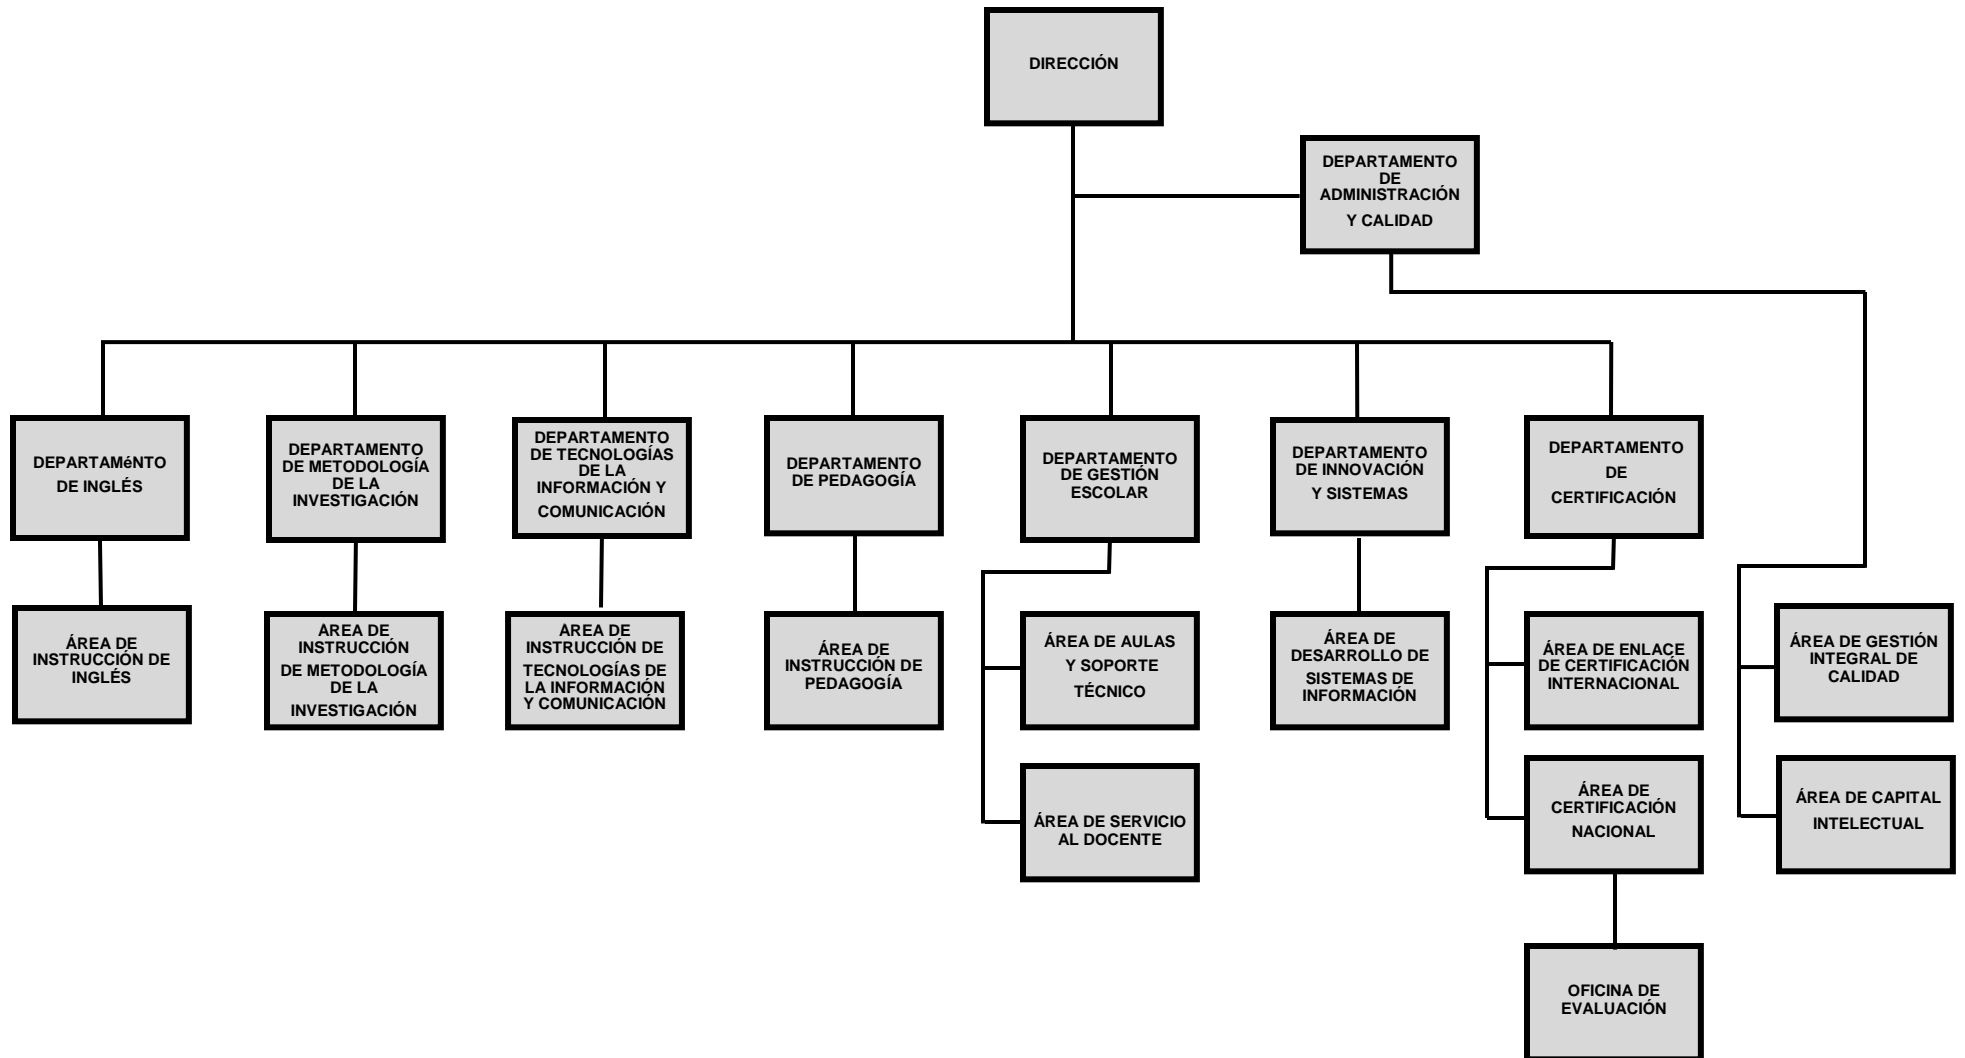 DIRECCIÓN
DEPARTAMENTO
DE
ADMINISTRACIÓN
Y CALIDAD
DEPARTAMéNTO
DE INGLÉS
DEPARTAMENTO
DE METODOLOGÍA
DE LA
INVESTIGACIÓN
DEPARTAMENTO
DE TECNOLOGÍAS
DE LA
INFORMACIÓN Y
COMUNICACIÓN
DEPARTAMENTO
DE PEDAGOGÍA
DEPARTAMENTO
DE GESTIÓN
ESCOLAR
DEPARTAMENTO
DE INNOVACIÓN
Y SISTEMAS
DEPARTAMENTO
DE
CERTIFICACIÓN
ÁREA DE
INSTRUCCIÓN DE
INGLÉS
AREA DE
INSTRUCCIÓN
DE METODOLOGÍA
DE LA
INVESTIGACIÓN
AREA DE
INSTRUCCIÓN DE
TECNOLOGÍAS DE
LA INFORMACIÓN
Y COMUNICACIÓN
ÁREA DE
INSTRUCCIÓN DE
PEDAGOGÍA
ÁREA DE AULAS
Y SOPORTE
TÉCNICO
ÁREA DE
DESARROLLO DE
SISTEMAS DE
INFORMACIÓN
ÁREA DE ENLACE
DE CERTIFICACIÓN
INTERNACIONAL
ÁREA DE GESTIÓN
INTEGRAL DE
CALIDAD
ÁREA DE SERVICIO
AL DOCENTE
ÁREA DE
CERTIFICACIÓN
NACIONAL
ÁREA DE CAPITAL
INTELECTUAL
OFICINA DE
EVALUACIÓN